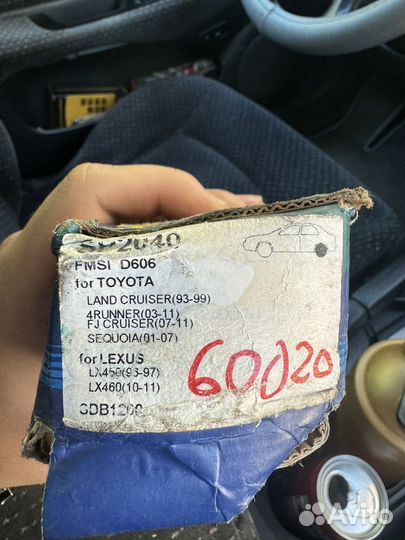 SP2040
FMSI D606
for TOYOTA
LAND CRUISER(93-99)
4RUNNER(03-11)
FJ CRUISER(07-11)
SEQUOIA(01-07)
for LEXUS
LX450(96-97)
LX460(10-11)
60020
Avito